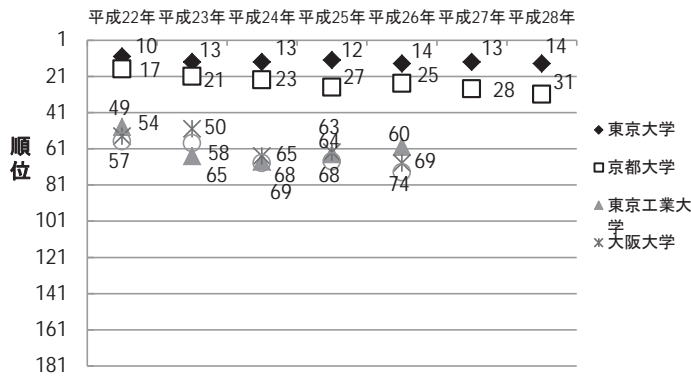 平成22年 平成23年 平成24年 平成25年 平成26年 平成27年 平成28年
1
21
41
61
81
101
121
141
161
181
順位
10 13 13 12 14 13 14
17 21 23 27 25 28 31
49 54 50 63 60
57 58 65 64 69
65 68 68 74
69
東京大学
京都大学
東京工業大
学
大阪大学